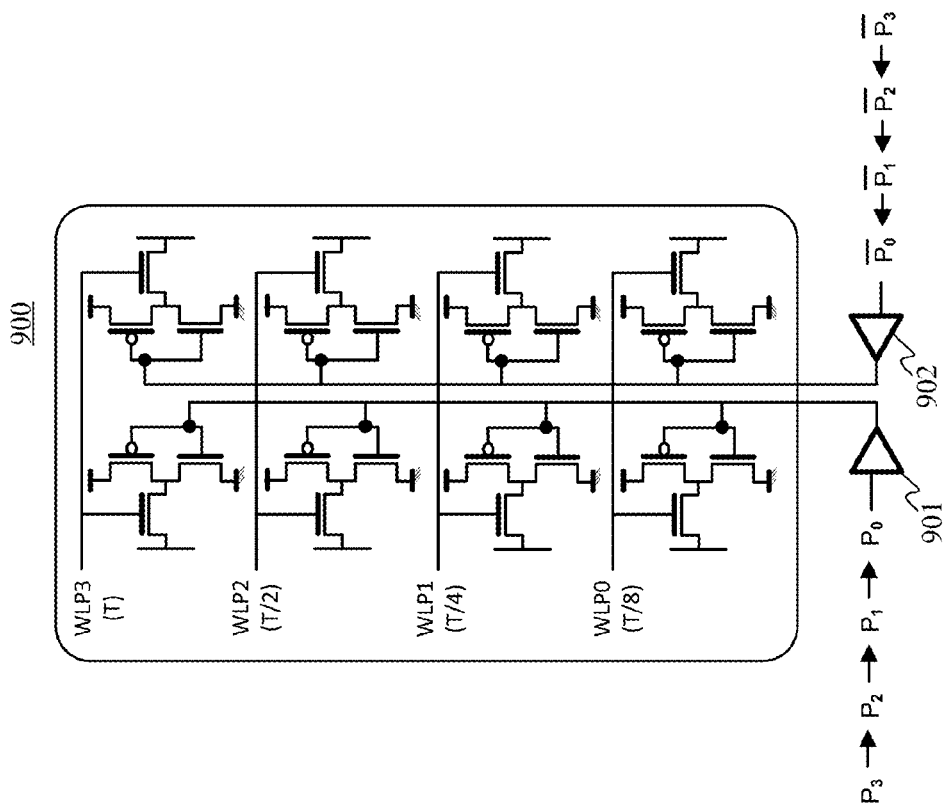 900
WLP3
(T)
WLP2
(T/2)
WLP1
(T/4)
WLP0
(T/8)
902
901
P₃ → P₂ → P₁ → P₀
P̅₀ ← P̅₁ ← P̅₂ ← P̅₃